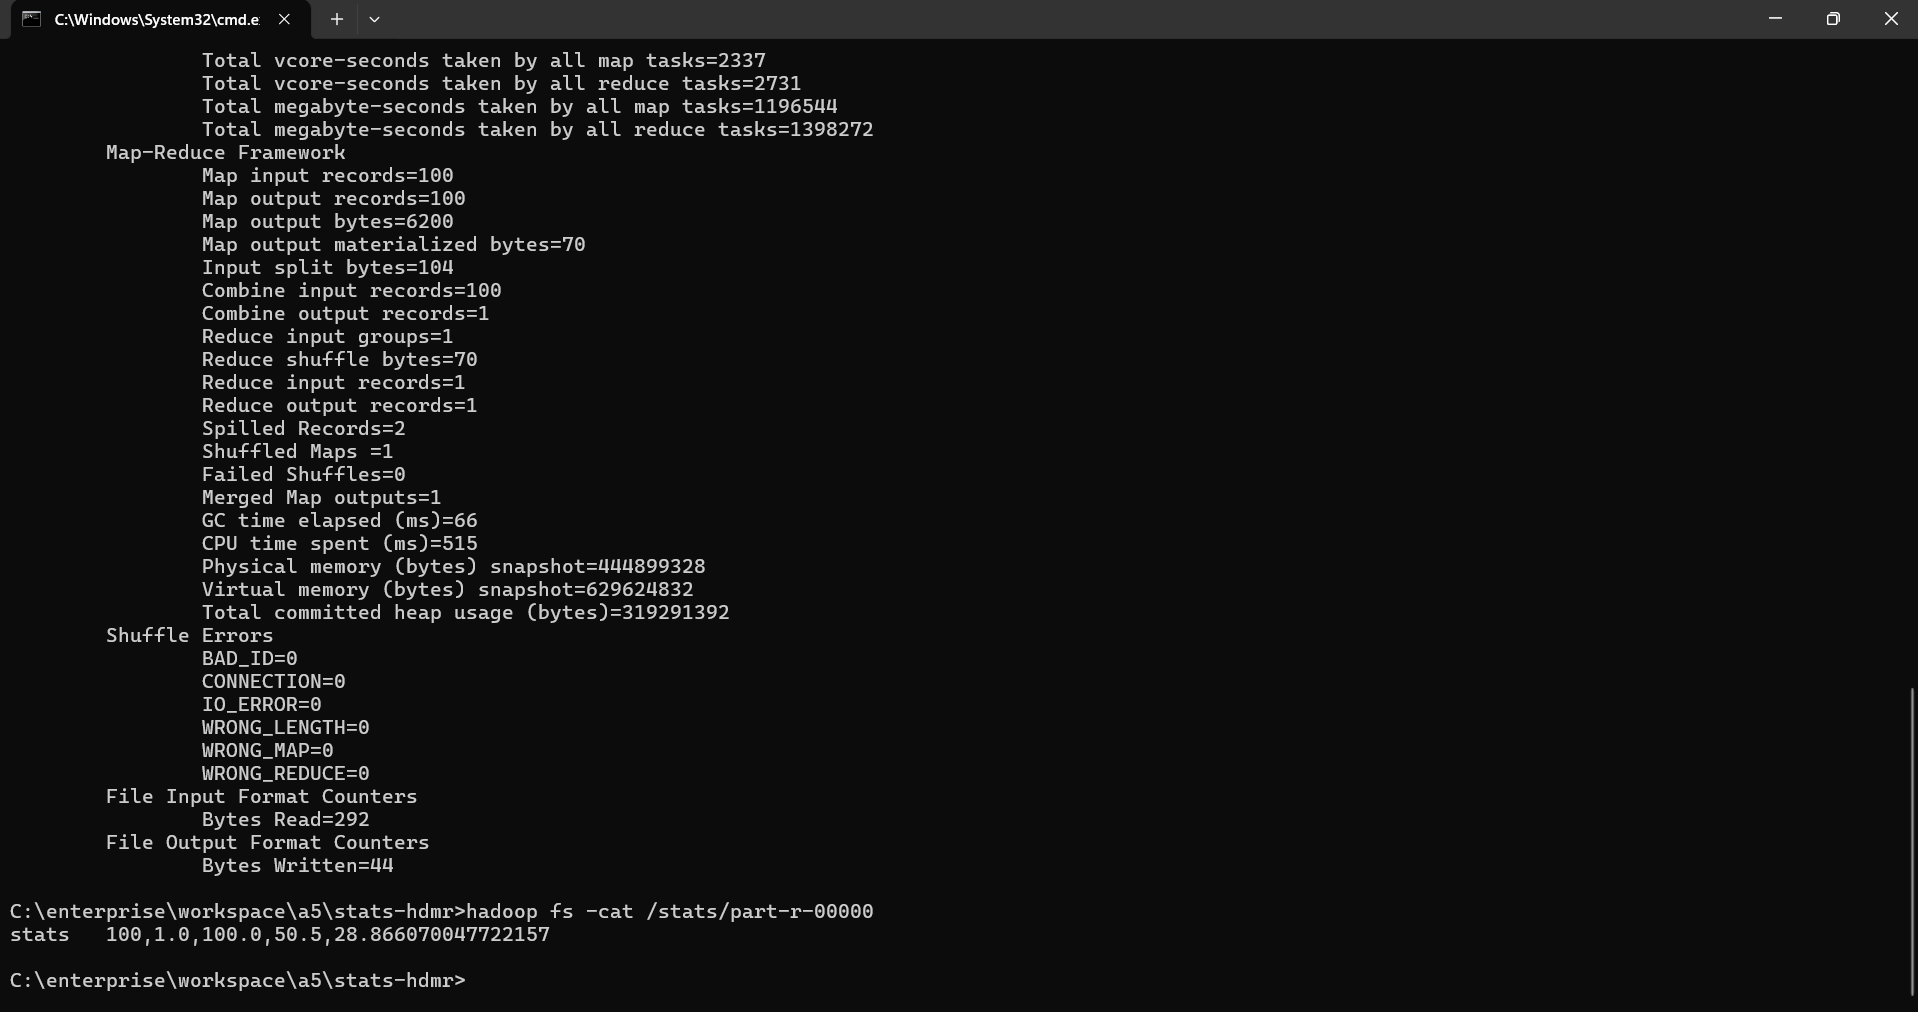 C:\Windows\System32\cmd.e
Total vcore-seconds taken by all map tasks=2337
Total vcore-seconds taken by all reduce tasks=2731
Total megabyte-seconds taken by all map tasks=1196544
Total megabyte-seconds taken by all reduce tasks=1398272
Map-Reduce Framework
Map input records=100
Map output records=100
Map output bytes=6200
Map output materialized bytes=70
Input split bytes=104
Combine input records=100
Combine output records=1
Reduce input groups=1
Reduce shuffle bytes=70
Reduce input records=1
Reduce output records=1
Spilled Records=2
Shuffled Maps =1
Failed Shuffles=0
Merged Map outputs=1
GC time elapsed (ms)=66
CPU time spent (ms)=515
Physical memory (bytes) snapshot=444899328
Virtual memory (bytes) snapshot=629624832
Total committed heap usage (bytes)=319291392
Shuffle Errors
BAD_ID=0
CONNECTION=0
IO_ERROR=0
WRONG_LENGTH=0
WRONG_MAP=0
WRONG_REDUCE=0
File Input Format Counters
Bytes Read=292
File Output Format Counters
Bytes Written=44
C:\enterprise\workspace\a5\stats-hdmr>hadoop fs -cat /stats/part-r-00000
stats   100,1.0,100.0,50.5,28.866070047722157
C:\enterprise\workspace\a5\stats-hdmr>